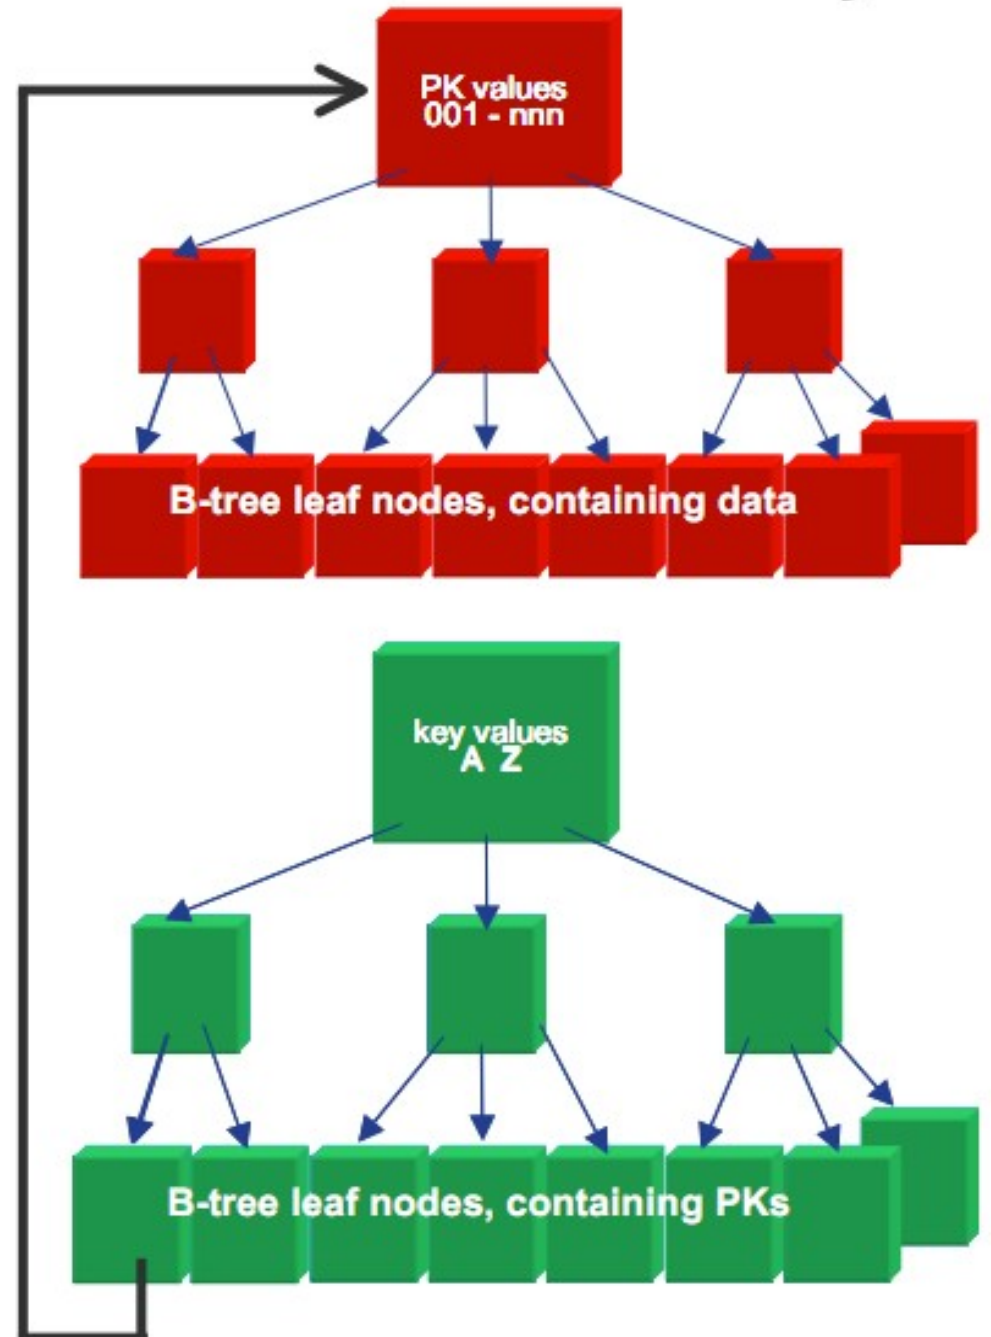 PK values
001 - nnn
B-tree leaf nodes, containing data
key values
A Z
B-tree leaf nodes, containing PKs